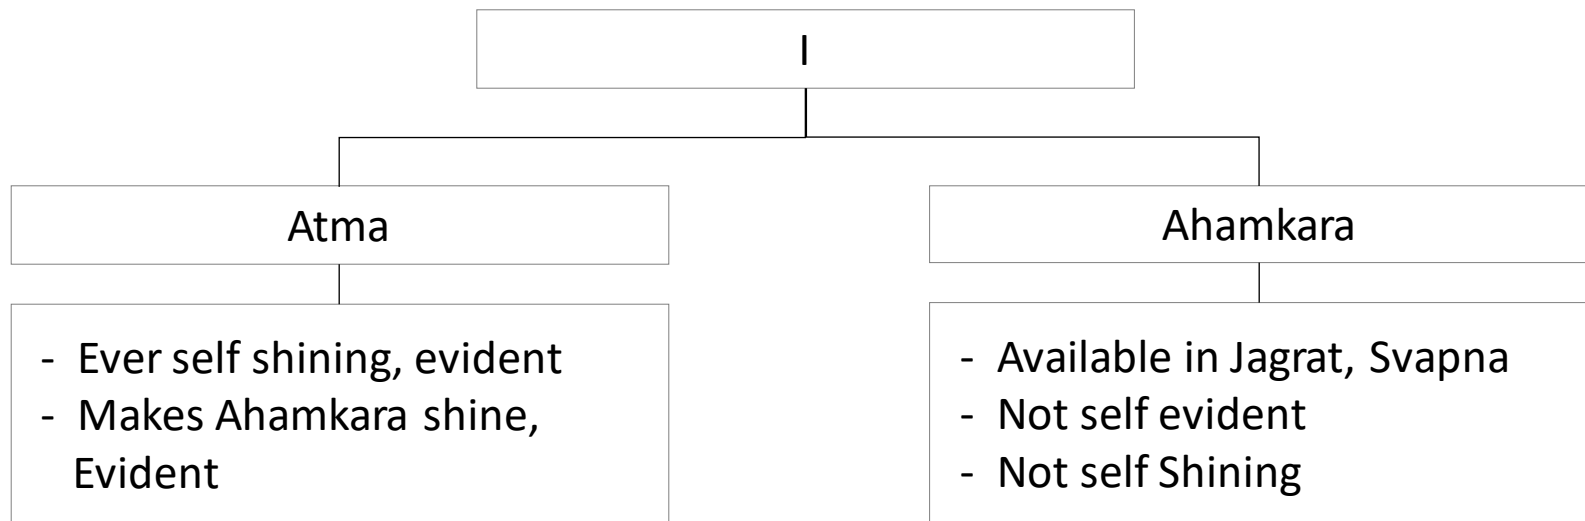 I
Atma
Ahamkara
- Ever self shining, evident
- Makes Ahamkara shine,
Evident
- Available in Jagrat, Svapna
- Not self evident
- Not self Shining